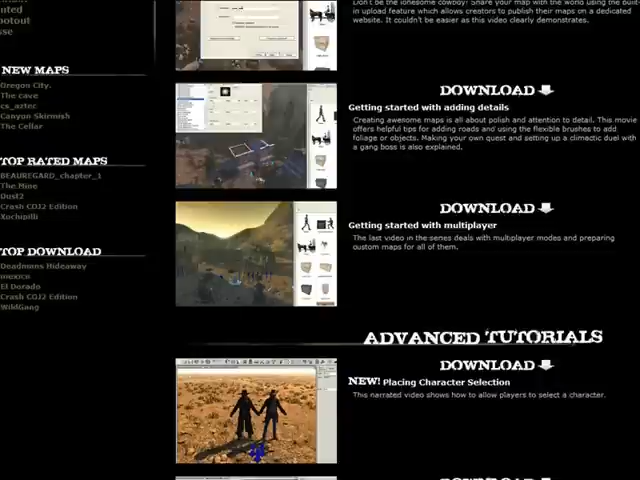 Don't be the lonesome cowboy! Share your map with the world using the built
in upload feature which allows creators to publish their maps on a dedicated
website. It couldn't be easier as this video clearly demonstrates.
NEW MAPS
Oregon City.
The cave
cs_aztec
Canyun Skirmish
The Cellar
TOP RATED MAPS
BEAUREGARD_chapter_1
The Mine
Dust2
Crash COJ2 Edition
Xochipilli
TOP DOWNLOAD
Deadmans Hideaway
mexico
El Dorado
Crash COJ2 Edition
WildGang
DOWNLOAD
Getting started with adding details
Creating awesome maps is all about polish and attention to detail. This movie
offers helpful tips for adding roads and using the flexible brushes to add
foliage or objects. Making your own quest and setting up a climactic duel with
a gang boss is also explained.
DOWNLOAD
Getting started with multiplayer
The last video in the series deals with multiplayer modes and preparing
custom maps for all of them.
ADVANCED TUTORIALS
DOWNLOAD
NEW! Placing Character Selection
This narrated video shows how to allow players to select a character.